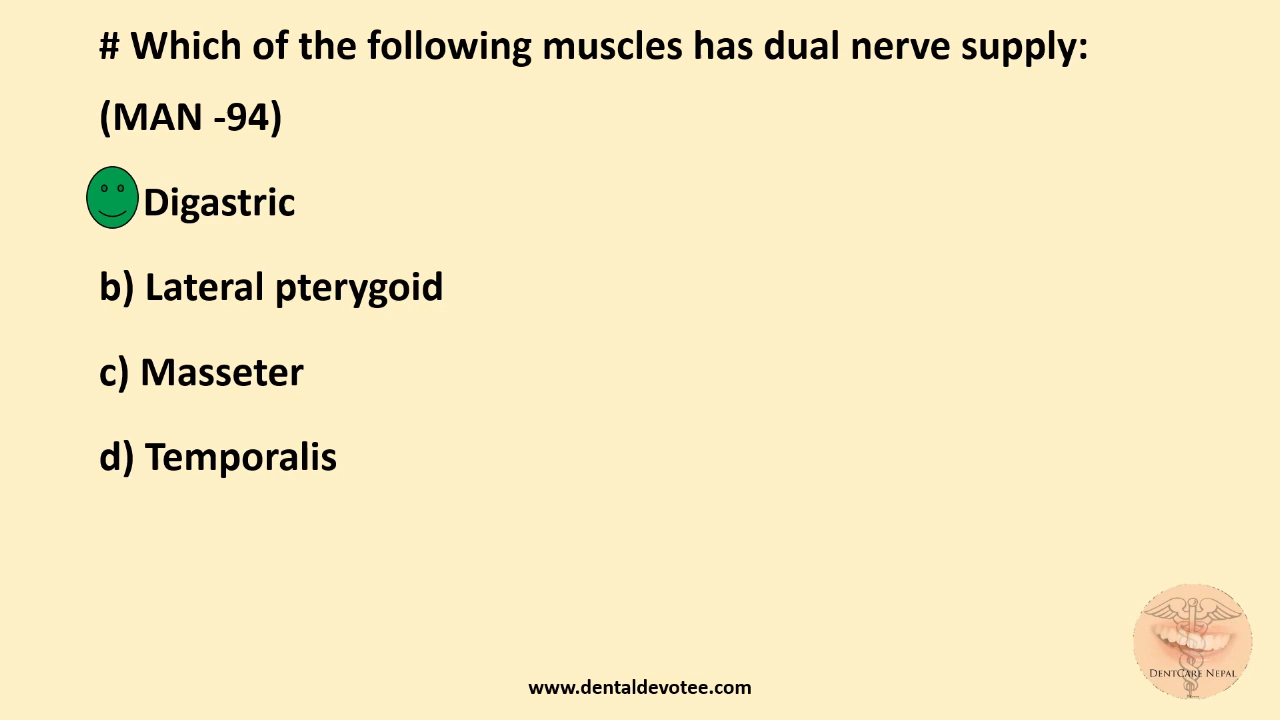 # Which of the following muscles has dual nerve supply:
(MAN -94)
Digastric
b) Lateral pterygoid
c) Masseter
d) Temporalis
www.dentaldevotee.com
DENTCARE NEPAL